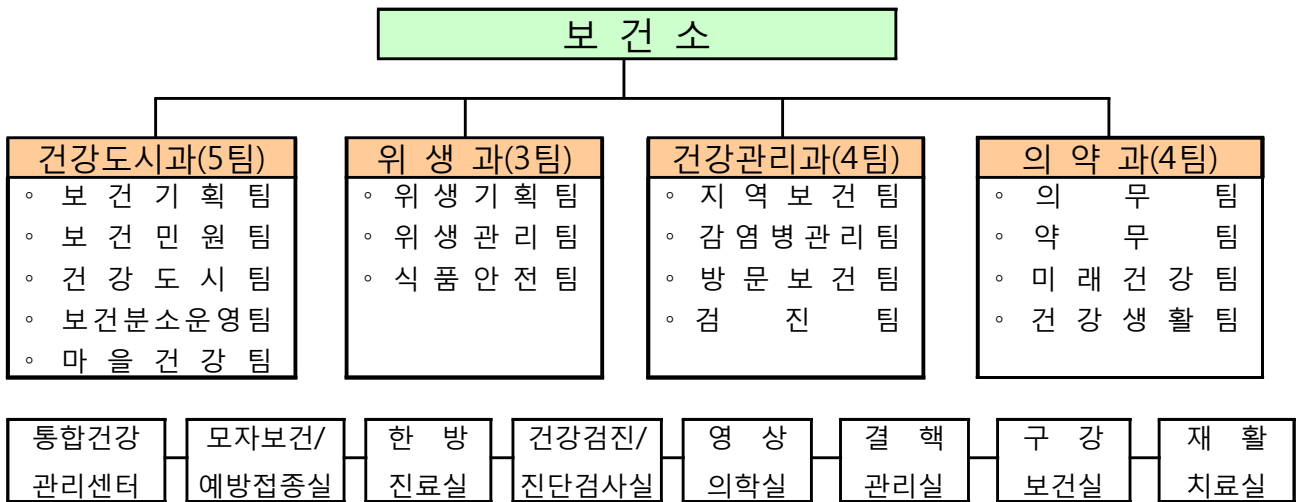 보 건 소
건강도시과(5팀)
◦ 보 건 기 획 팀
◦ 보 건 민 원 팀
◦ 건 강 도 시 팀
◦ 보건분소운영팀
◦ 마 을 건 강 팀
위 생 과(3팀)
◦ 위 생 기 획 팀
◦ 위 생 관 리 팀
◦ 식 품 안 전 팀
건강관리과(4팀)
◦ 지 역 보 건 팀
◦ 감 염 병 관 리 팀
◦ 방 문 보 건 팀
◦ 검 진 팀
의 약 과(4팀)
◦ 의 무 팀
◦ 약 무 팀
◦ 미 래 건 강 팀
◦ 건 강 생 활 팀
통합건강
관리센터
모자보건/
예방접종실
한 방
진료실
건강검진/
진단검사실
영 상
의학실
결 핵
관리실
구 강
보건실
재 활
치료실